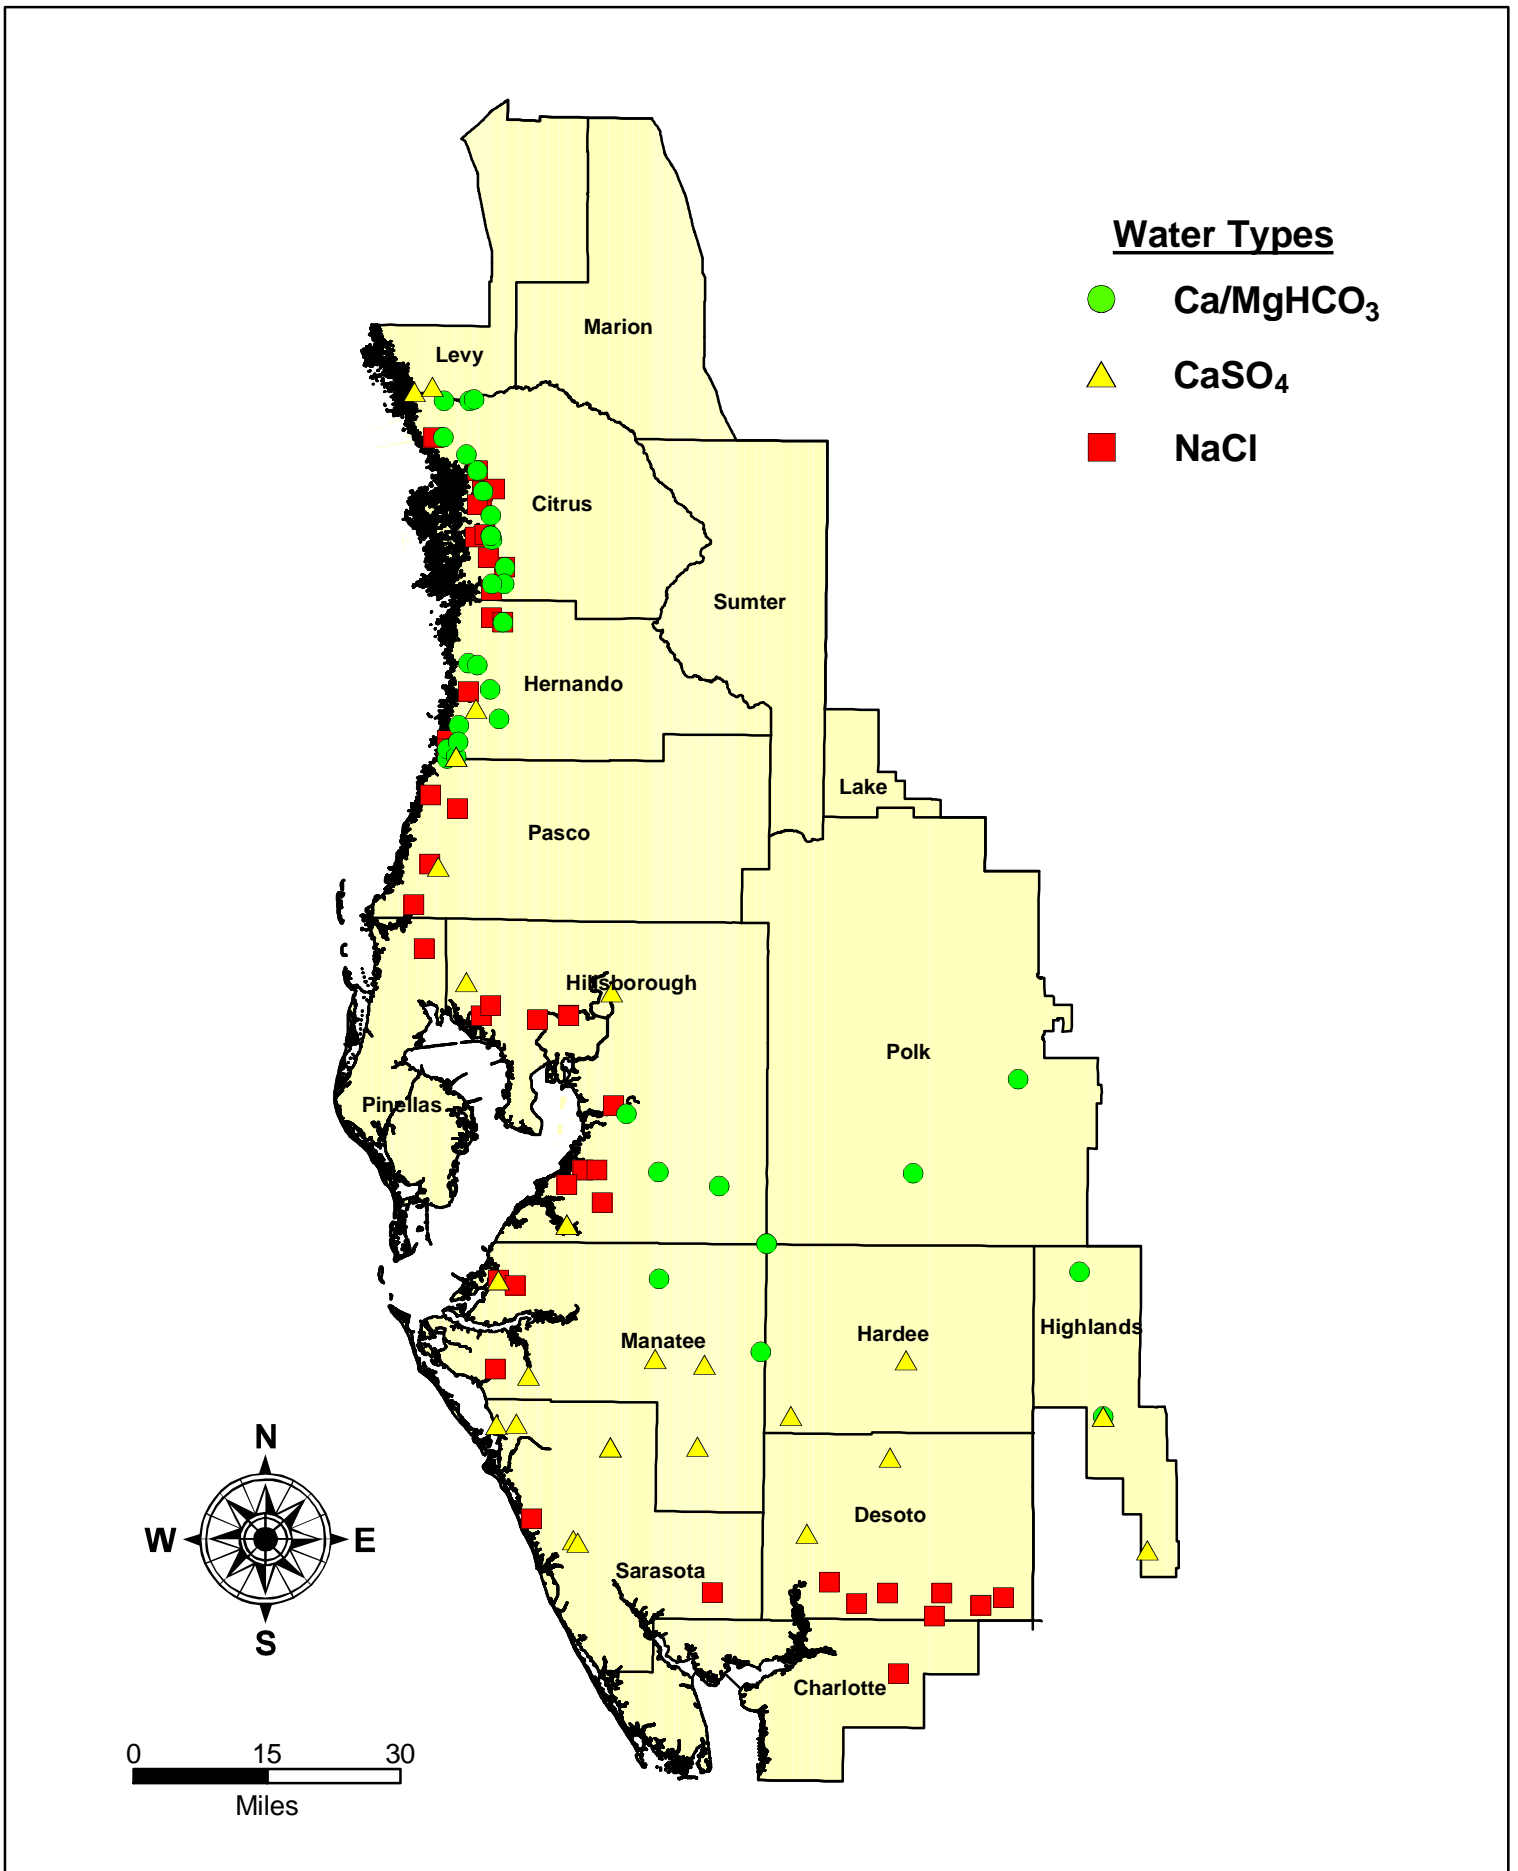 Water Types
Ca/MgHCO₃
CaSO₄
NaCl
Marion
Levy
Citrus
Sumter
Hernando
Lake
Pasco
Hillsborough
Polk
Pinellas
Manatee
Hardee
Highlands
Desoto
Sarasota
Charlotte
N
W E
S
0 15 30
Miles